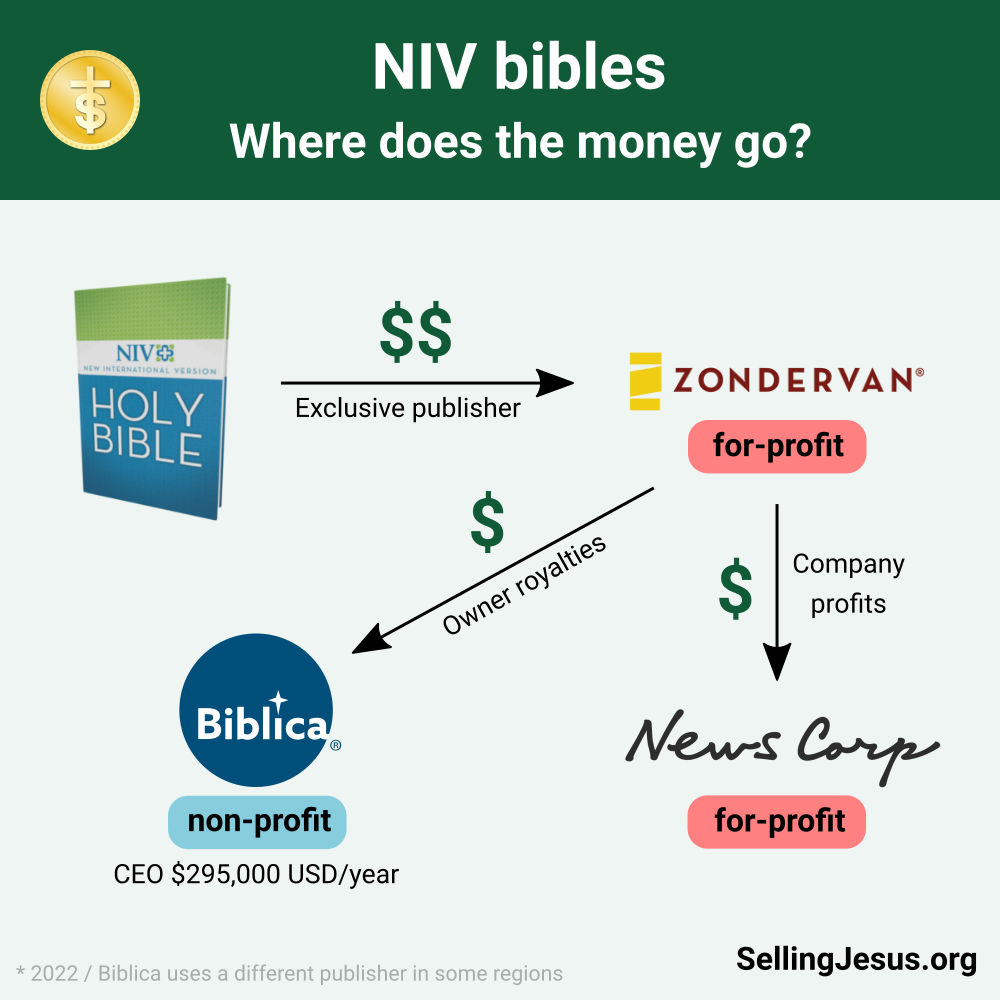 NIV bibles
Where does the money go?
$
NIV
NEW INTERNATIONAL VERSION
HOLY
BIBLE
$$
Exclusive publisher
ZONDERVAN®
for-profit
$
Owner royalties
$
Company
profits
Biblica®
non-profit
CEO $295,000 USD/year
News Corp
for-profit
* 2022 / Biblica uses a different publisher in some regions
SellingJesus.org